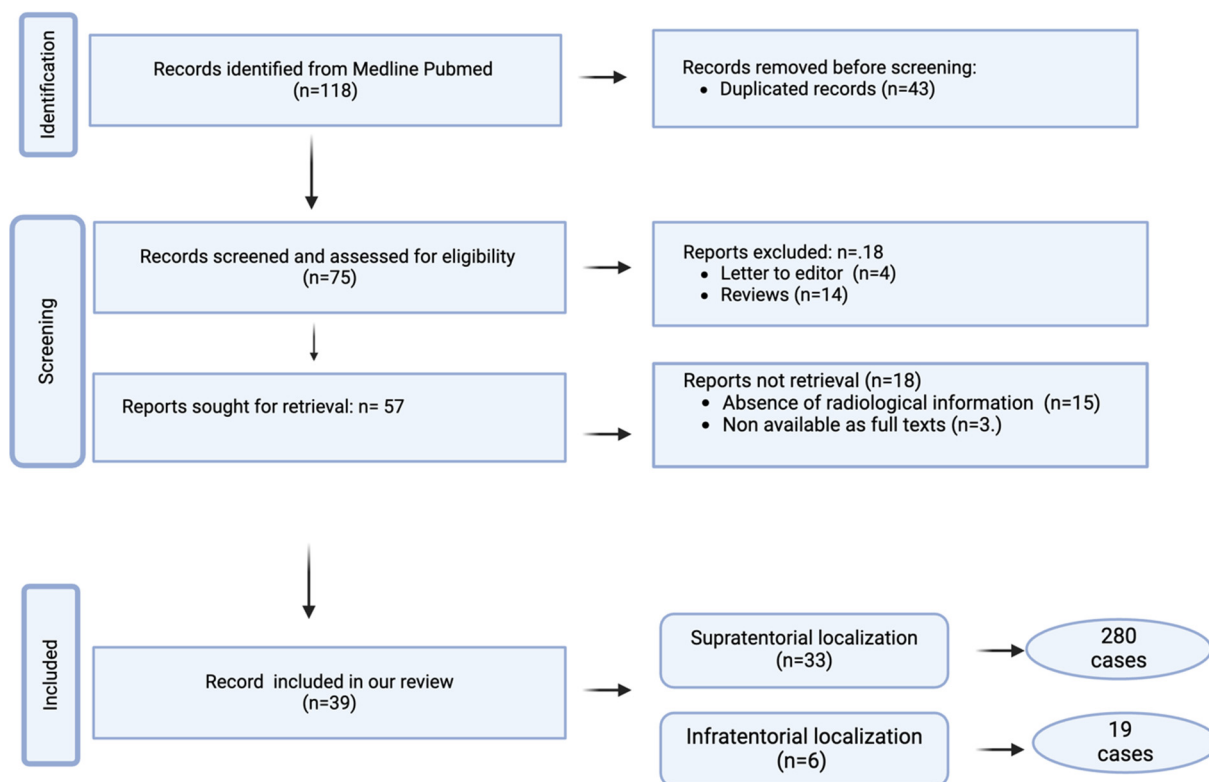 Identification
Records identified from Medline Pubmed
(n=118)
Records removed before screening:
• Duplicated records (n=43)
Screening
Records screened and assessed for eligibility
(n=75)
Reports excluded: n=.18
• Letter to editor (n=4)
• Reviews (n=14)
Reports sought for retrieval: n= 57
Reports not retrieval (n=18)
• Absence of radiological information (n=15)
• Non available as full texts (n=3.)
Included
Record included in our review
(n=39)
Supratentorial localization
(n=33)
280
cases
Infratentorial localization
(n=6)
19
cases